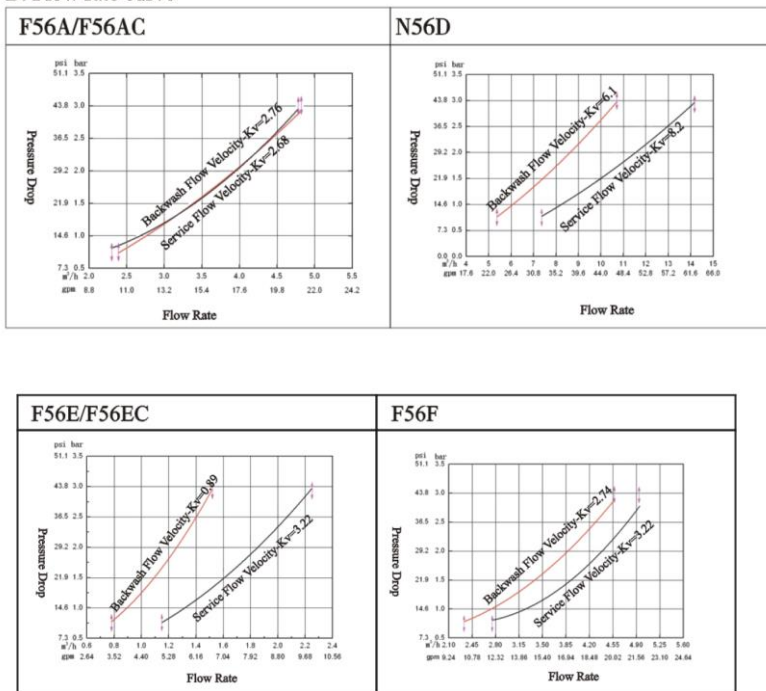 F56A/F56AC
psi bar
51.1 3.5
43.8 3.0
36.5 2.5
29.2 2.0
21.9 1.5
14.6 1.0
7.3 0.5
Pressure Drop
Backwash Flow Velocity-Kv=2.76
Service Flow Velocity-Kv=2.68
m³/h 2.0 2.5 3.0 3.5 4.0 4.5 5.0 5.5
gpm 8.8 11.0 13.2 15.4 17.6 19.8 22.0 24.2
Flow Rate
N56D
psi bar
51.1 3.5
43.8 3.0
36.5 2.5
29.2 2.0
21.9 1.5
14.6 1.0
7.3 0.5
0.0 0.0
Pressure Drop
Backwash Flow Velocity-Kv=6.1
Service Flow Velocity-Kv=8.2
m³/h 4 5 6 7 8 9 10 11 12 13 14 15
gpm 17.6 22.0 26.4 30.8 35.2 39.6 44.0 48.4 52.8 57.2 61.6 66.0
Flow Rate
F56E/F56EC
psi bar
51.1 3.5
43.8 3.0
36.5 2.5
29.2 2.0
21.9 1.5
14.6 1.0
7.3 0.5
Pressure Drop
Backwash Flow Velocity-Kv=0.89
Service Flow Velocity-Kv=3.22
m³/h 0.6 0.8 1.0 1.2 1.4 1.6 1.8 2.0 2.2 2.4
gpm 2.64 3.52 4.40 5.28 6.16 7.04 7.92 8.80 9.68 10.56
Flow Rate
F56F
psi bar
51.1 3.5
43.8 3.0
36.5 2.5
29.2 2.0
21.9 1.5
14.6 1.0
7.3 0.5
Pressure Drop
Backwash Flow Velocity-Kv=2.74
Service Flow Velocity-Kv=3.22
m³/h 2.10 2.45 2.80 3.15 3.50 3.85 4.20 4.55 4.90 5.25 5.60
gpm 9.24 10.78 12.32 13.86 15.40 16.94 18.48 20.02 21.56 23.10 24.64
Flow Rate